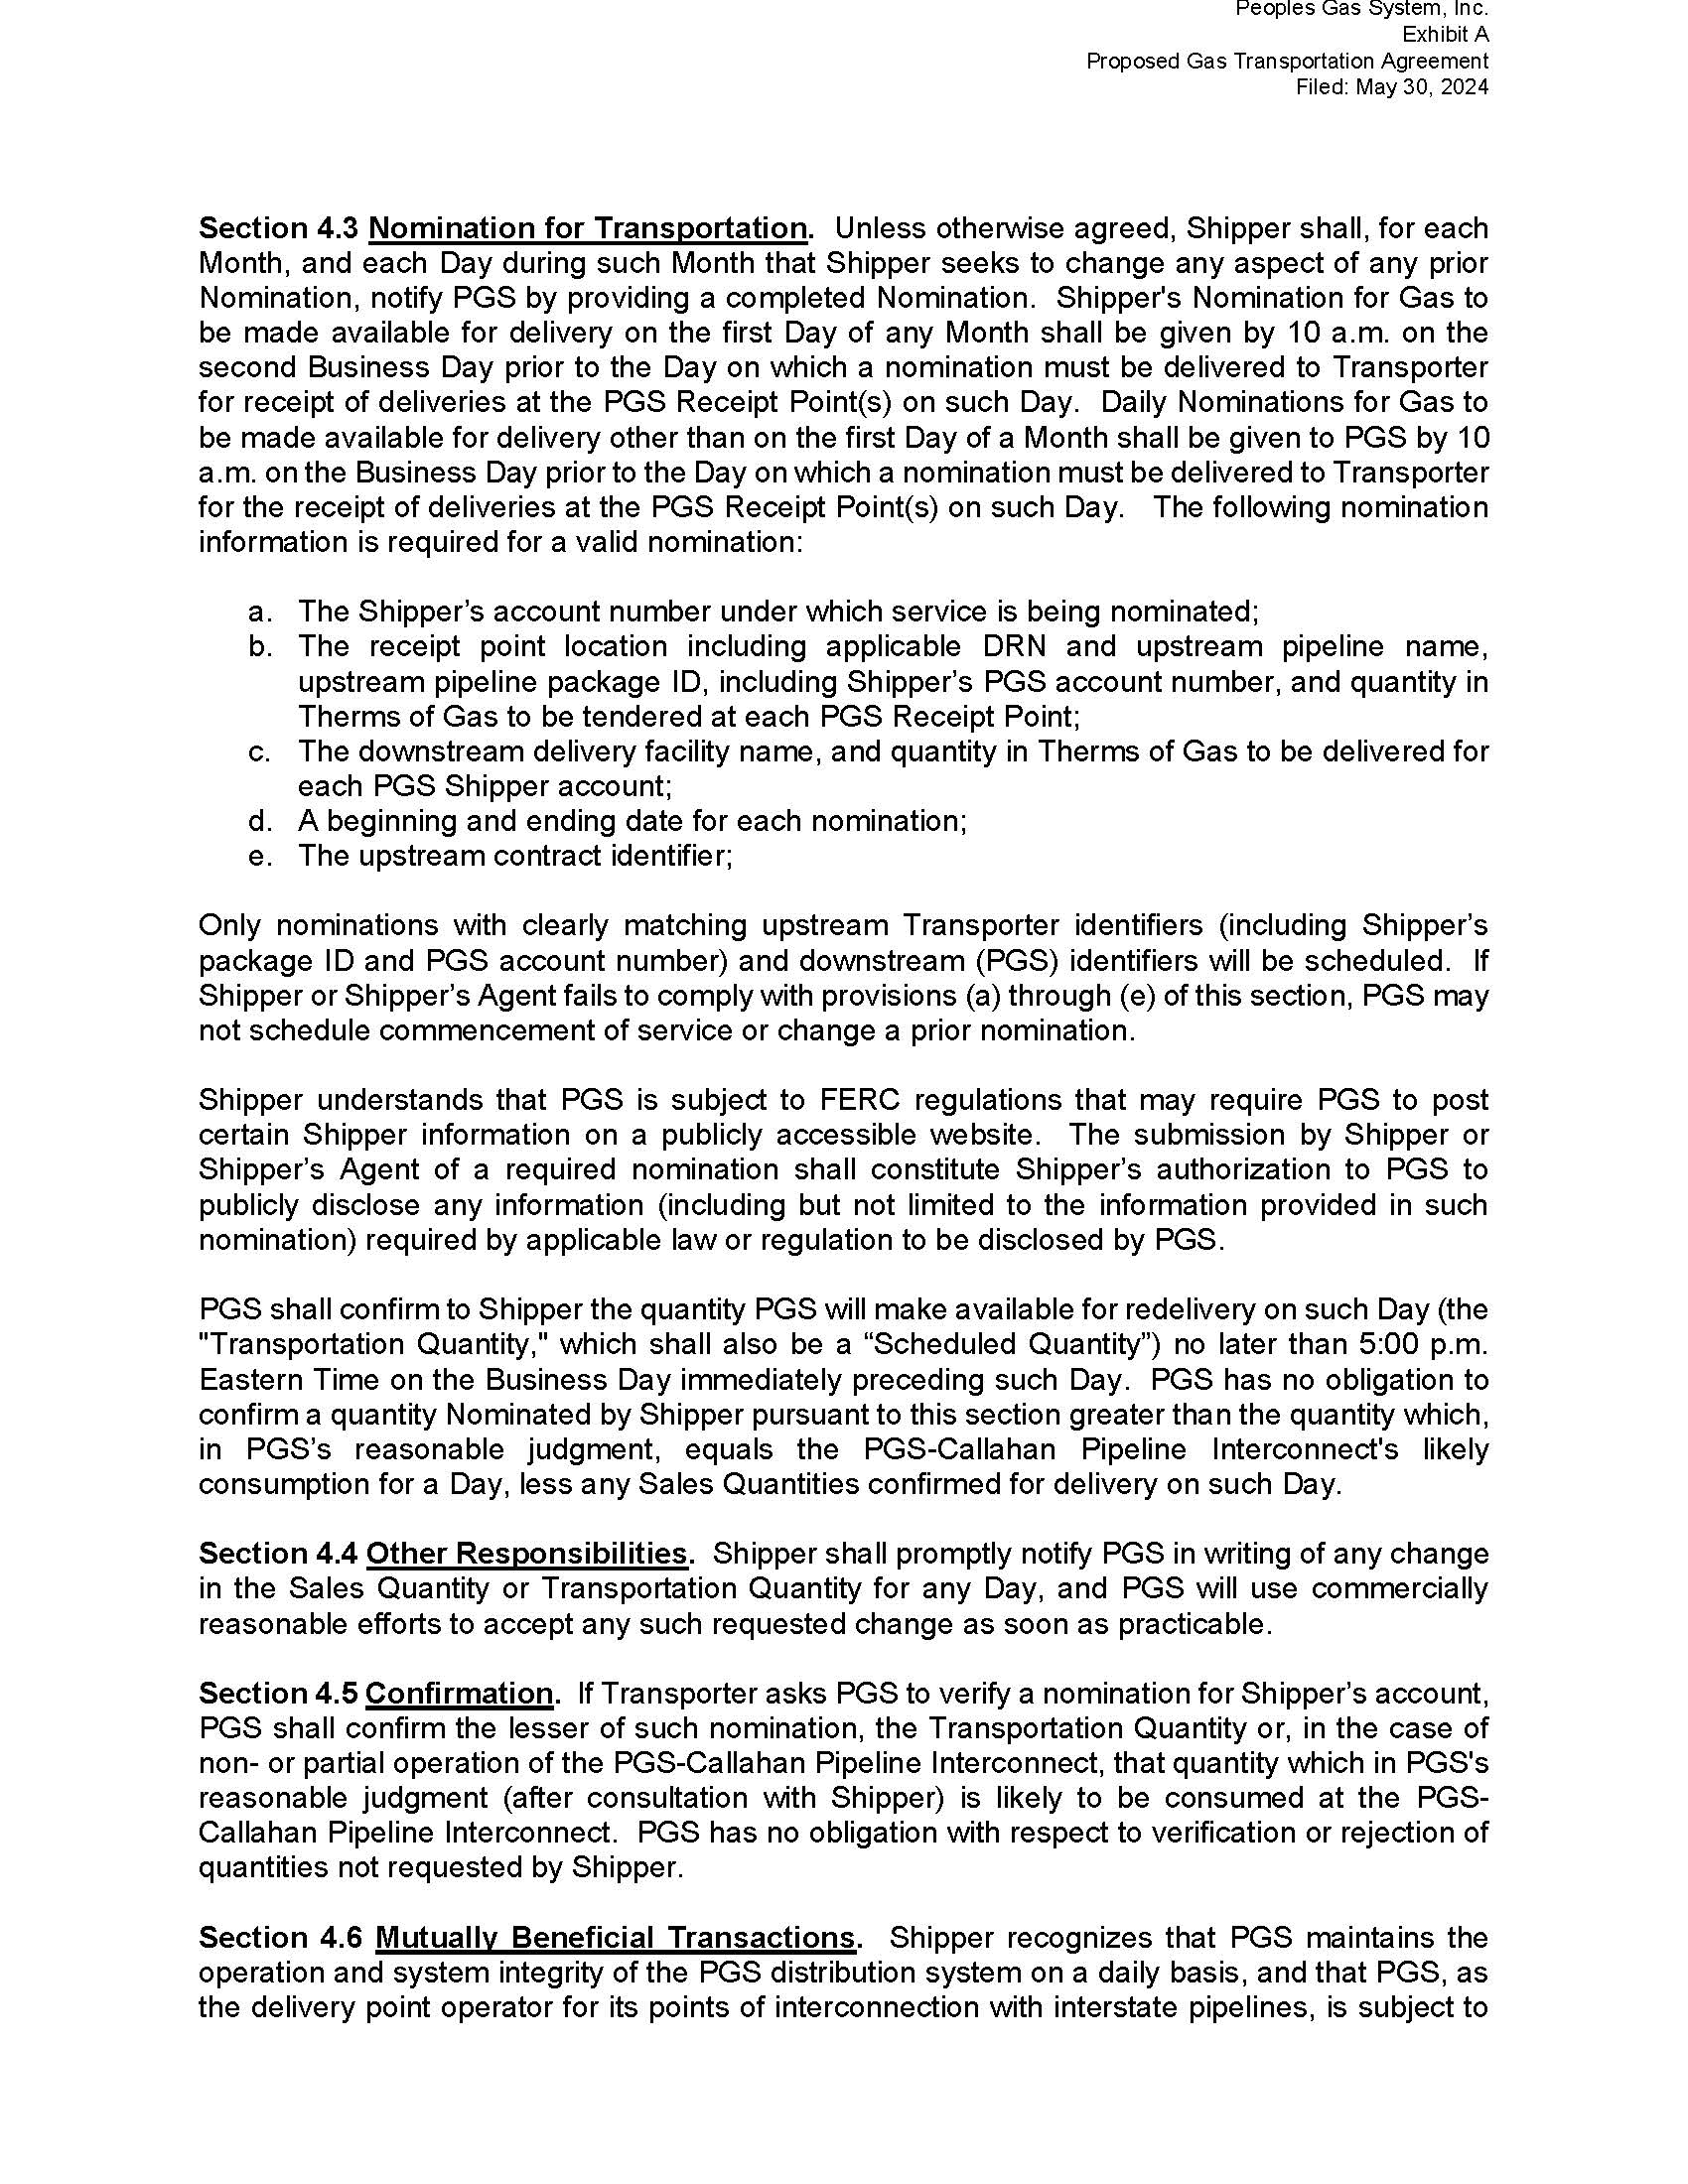 Peoples Gas System, Inc.
Exhibit A
Proposed Gas Transportation Agreement
Filed: May 30, 2024
Section 4.3 Nomination for Transportation. Unless otherwise agreed, Shipper shall, for each
Month, and each Day during such Month that Shipper seeks to change any aspect of any prior
Nomination, notify PGS by providing a completed Nomination. Shipper's Nomination for Gas to
be made available for delivery on the first Day of any Month shall be given by 10 a.m. on the
second Business Day prior to the Day on which a nomination must be delivered to Transporter
for receipt of deliveries at the PGS Receipt Point(s) on such Day. Daily Nominations for Gas to
be made available for delivery other than on the first Day of a Month shall be given to PGS by 10
a.m. on the Business Day prior to the Day on which a nomination must be delivered to Transporter
for the receipt of deliveries at the PGS Receipt Point(s) on such Day. The following nomination
information is required for a valid nomination:
a. The Shipper’s account number under which service is being nominated;
b. The receipt point location including applicable DRN and upstream pipeline name,
upstream pipeline package ID, including Shipper’s PGS account number, and quantity in
Therms of Gas to be tendered at each PGS Receipt Point;
c. The downstream delivery facility name, and quantity in Therms of Gas to be delivered for
each PGS Shipper account;
d. A beginning and ending date for each nomination;
e. The upstream contract identifier;
Only nominations with clearly matching upstream Transporter identifiers (including Shipper’s
package ID and PGS account number) and downstream (PGS) identifiers will be scheduled. If
Shipper or Shipper’s Agent fails to comply with provisions (a) through (e) of this section, PGS may
not schedule commencement of service or change a prior nomination.
Shipper understands that PGS is subject to FERC regulations that may require PGS to post
certain Shipper information on a publicly accessible website. The submission by Shipper or
Shipper’s Agent of a required nomination shall constitute Shipper’s authorization to PGS to
publicly disclose any information (including but not limited to the information provided in such
nomination) required by applicable law or regulation to be disclosed by PGS.
PGS shall confirm to Shipper the quantity PGS will make available for redelivery on such Day (the
"Transportation Quantity," which shall also be a “Scheduled Quantity”) no later than 5:00 p.m.
Eastern Time on the Business Day immediately preceding such Day. PGS has no obligation to
confirm a quantity Nominated by Shipper pursuant to this section greater than the quantity which,
in PGS’s reasonable judgment, equals the PGS-Callahan Pipeline Interconnect's likely
consumption for a Day, less any Sales Quantities confirmed for delivery on such Day.
Section 4.4 Other Responsibilities. Shipper shall promptly notify PGS in writing of any change
in the Sales Quantity or Transportation Quantity for any Day, and PGS will use commercially
reasonable efforts to accept any such requested change as soon as practicable.
Section 4.5 Confirmation. If Transporter asks PGS to verify a nomination for Shipper’s account,
PGS shall confirm the lesser of such nomination, the Transportation Quantity or, in the case of
non- or partial operation of the PGS-Callahan Pipeline Interconnect, that quantity which in PGS's
reasonable judgment (after consultation with Shipper) is likely to be consumed at the PGS-
Callahan Pipeline Interconnect. PGS has no obligation with respect to verification or rejection of
quantities not requested by Shipper.
Section 4.6 Mutually Beneficial Transactions. Shipper recognizes that PGS maintains the
operation and system integrity of the PGS distribution system on a daily basis, and that PGS, as
the delivery point operator for its points of interconnection with interstate pipelines, is subject to